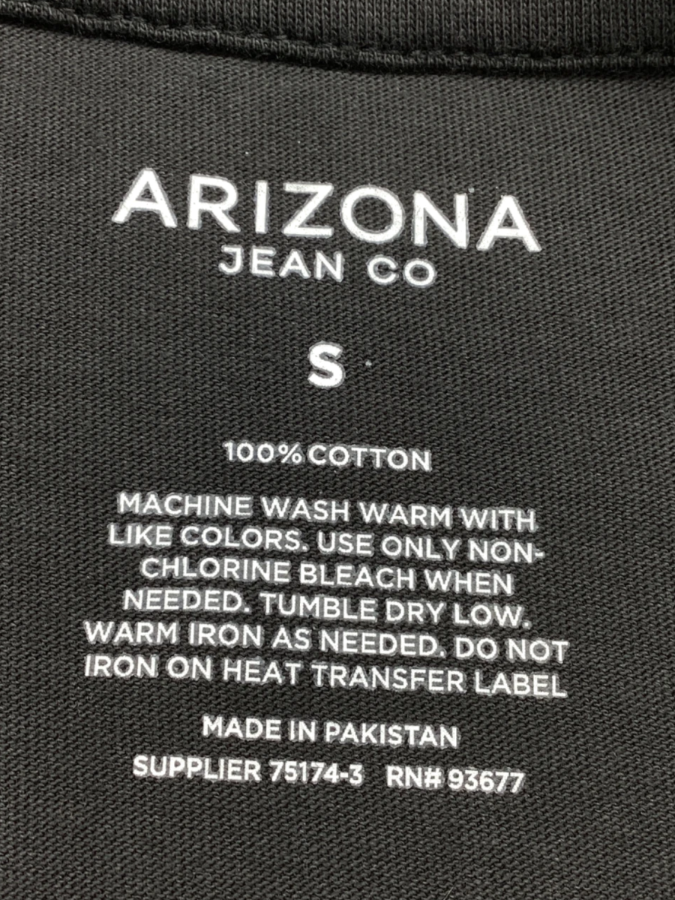 ARIZONA
JEAN CO
S
100% COTTON
MACHINE WASH WARM WITH
LIKE COLORS. USE ONLY NON-
CHLORINE BLEACH WHEN
NEEDED. TUMBLE DRY LOW.
WARM IRON AS NEEDED. DO NOT
IRON ON HEAT TRANSFER LABEL
MADE IN PAKISTAN
SUPPLIER 75174-3 RN# 93677